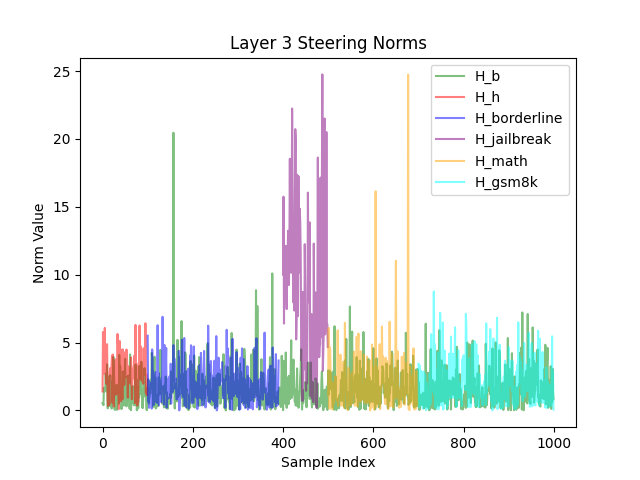 Layer 3 Steering Norms
Norm Value
25
20
15
10
5
0
H_b
H_h
H_borderline
H_jailbreak
H_math
H_gsm8k
0 200 400 600 800 1000
Sample Index